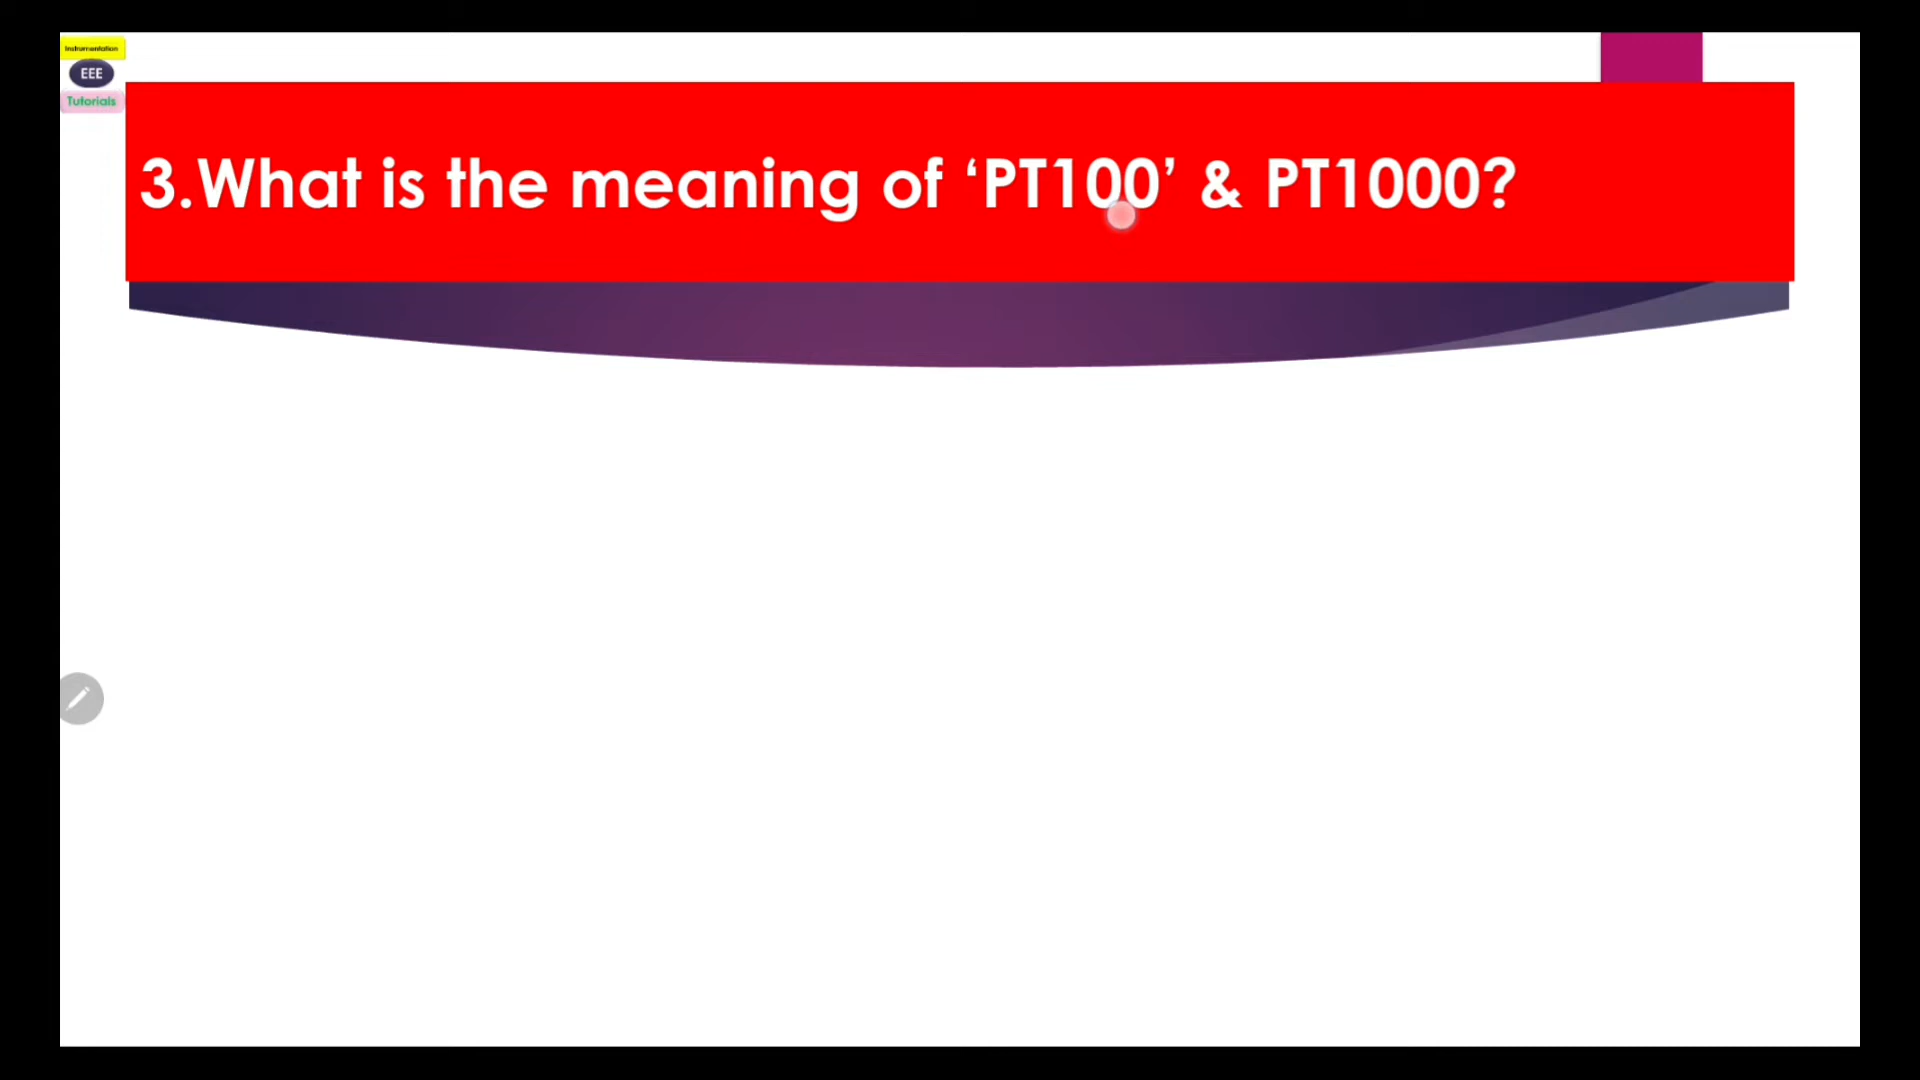 Instrumentation
EEE
Tutorials
3.What is the meaning of ‘PT100’ & PT1000?